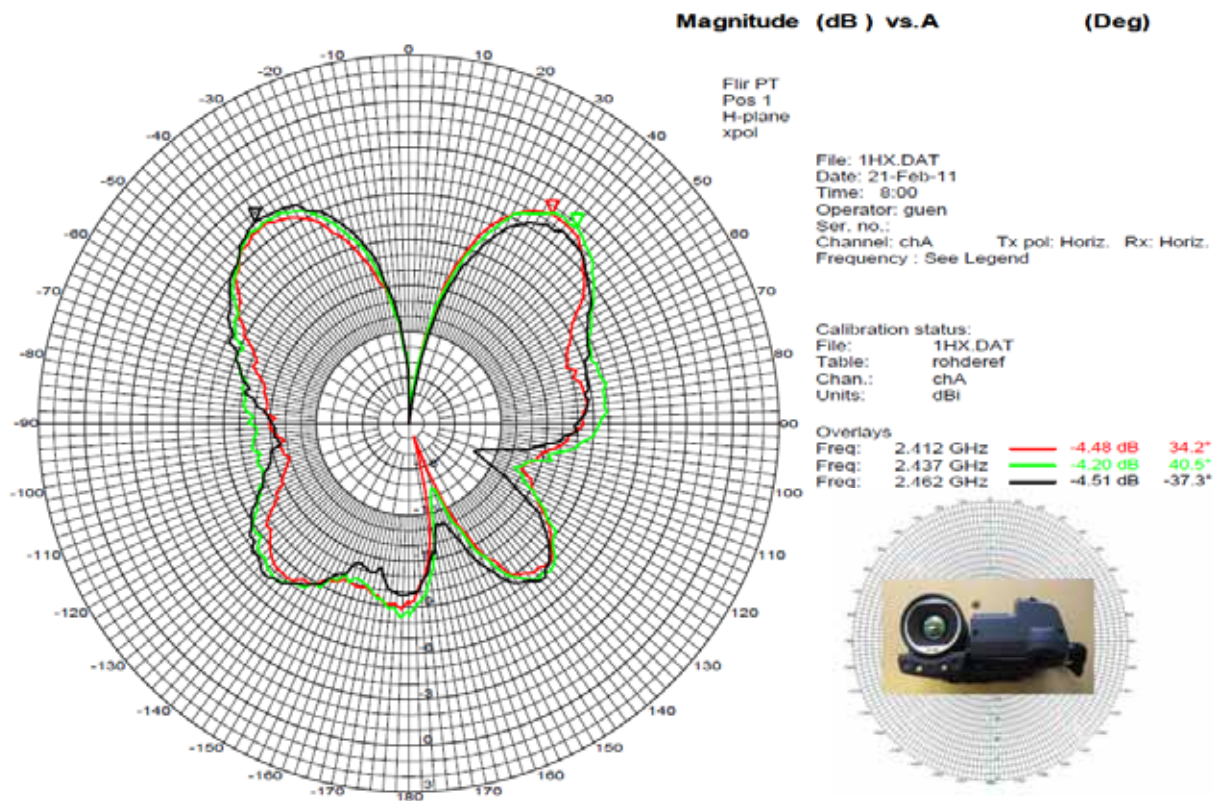 Magnitude (dB ) vs.A (Deg)
Flir PT
Pos 1
H-plane
xpol
File: 1HX.DAT
Date: 21-Feb-11
Time: 8:00
Operator: guen
Ser. no.:
Channel: chA Tx pol: Horiz. Rx: Horiz.
Frequency : See Legend
Calibration status:
File: 1HX.DAT
Table: rohderef
Chan.: chA
Units: dBi
Overlays
Freq: 2.412 GHz -4.48 dB 34.2°
Freq: 2.437 GHz -4.20 dB 40.5°
Freq: 2.462 GHz -4.51 dB -37.3°
0
-10 10
-20 20
-30 30
-40 40
-50 50
-60 60
-70 70
-80 80
-90 90
-100 100
-110 110
-120 120
-130 130
-140 140
-150 150
-160 160
-170 170
180
-3
0
3